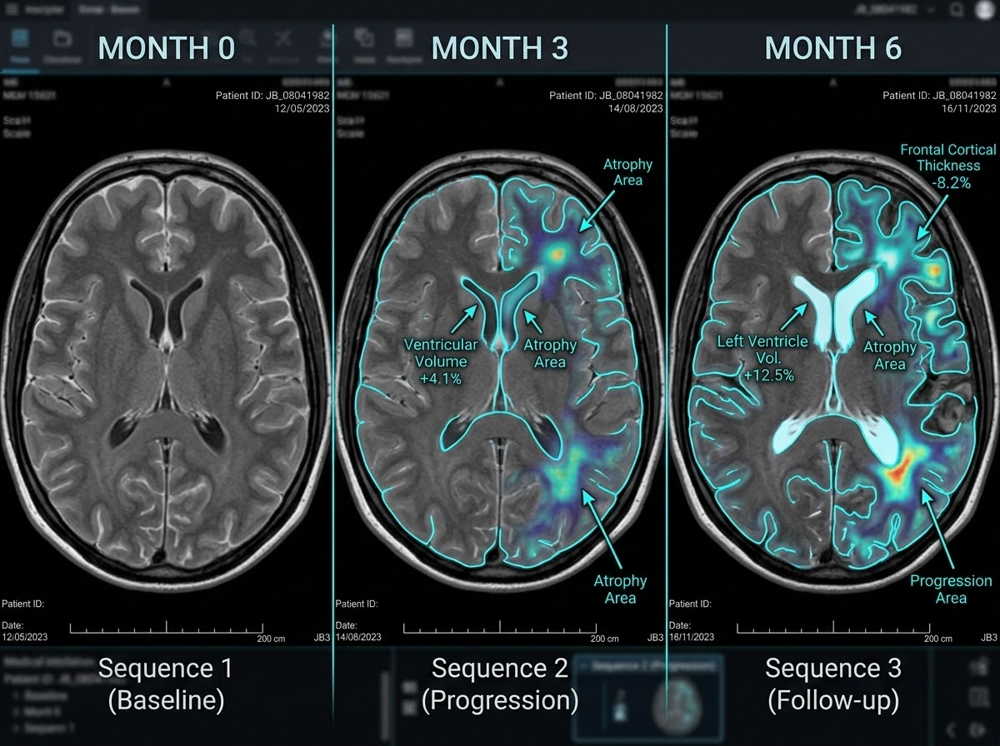 MONTH 0
Patient ID: JB_08041982
12/05/2023
Patient ID:
Date:
12/05/2023
200 cm
JB3
Sequence 1
(Baseline)
MONTH 3
Patient ID: JB_08041982
14/08/2023
Atrophy
Area
Ventricular
Volume
+4.1%
Atrophy
Area
Atrophy
Area
Patient ID:
Date:
14/08/2023
200 cm
JB3
Sequence 2
(Progression)
MONTH 6
Patient ID: JB_08041982
16/11/2023
Frontal Cortical
Thickness
-8.2%
Left Ventricle
Vol.
+12.5%
Atrophy
Area
Progression
Area
Patient ID:
Date:
16/11/2023
200 cm
JB3
Sequence 3
(Follow-up)